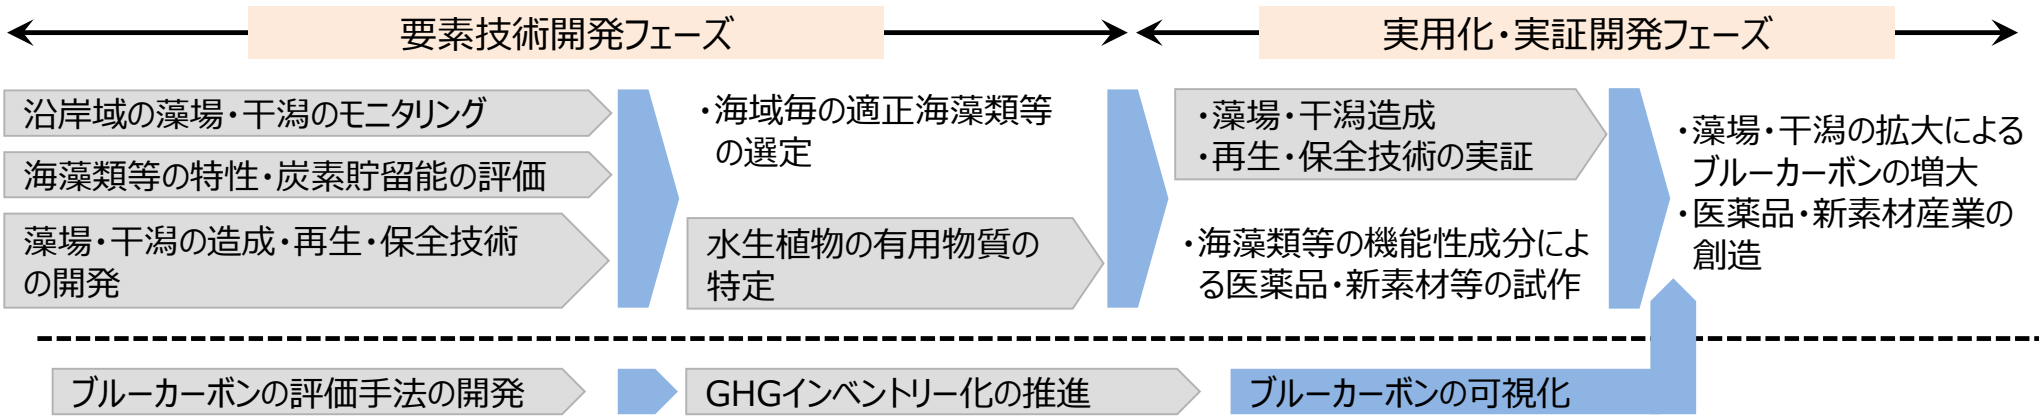 要素技術開発フェーズ
実用化・実証開発フェーズ
沿岸域の藻場・干潟のモニタリング
海藻類等の特性・炭素貯留能の評価
藻場・干潟の造成・再生・保全技術
の開発
・海域毎の適正海藻類等
の選定
水生植物の有用物質の
特定
・藻場・干潟造成
・再生・保全技術の実証
・海藻類等の機能性成分によ
る医薬品・新素材等の試作
・藻場・干潟の拡大による
ブルーカーボンの増大
・医薬品・新素材産業の
創造
ブルーカーボンの評価手法の開発
GHGインベントリー化の推進
ブルーカーボンの可視化